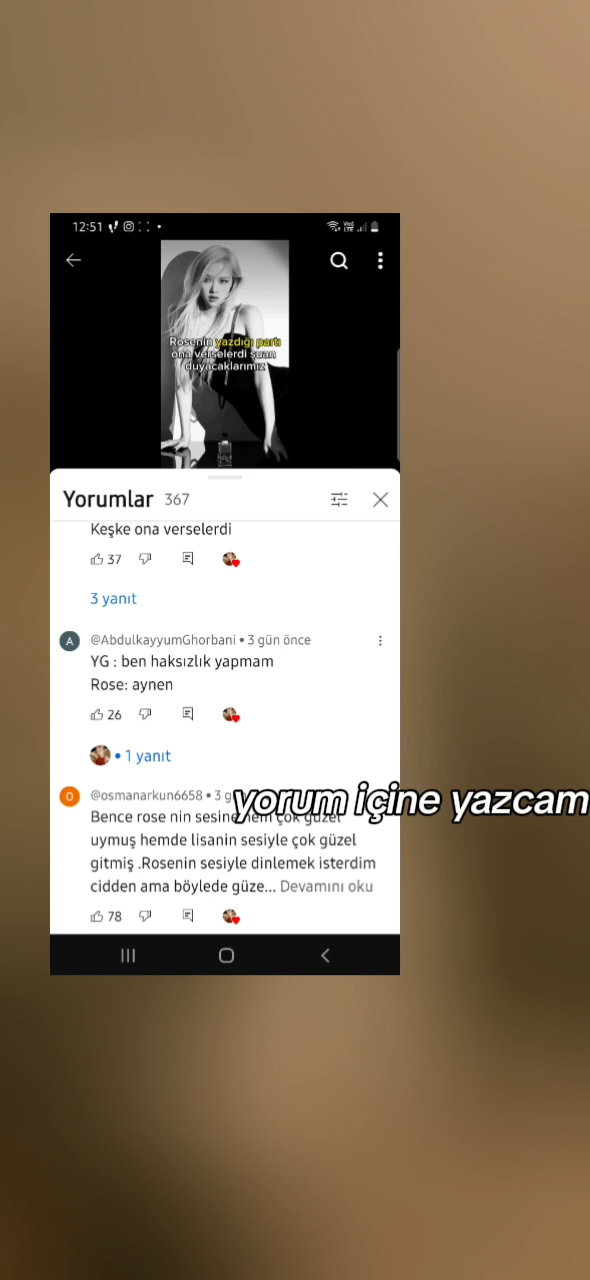 12:51
Rosenin yazdığı partı
ona verselerdi şuan
duyacaklarımız
Yorumlar 367
Keşke ona verselerdi
37
3 yanıt
A @AbdulkayyumGhorbani • 3 gün önce
YG : ben haksızlık yapmam
Rose: aynen
26
• 1 yanıt
O @osmanarkun6658 • 3 g
yorum içine yazcam
Bence rose nin sesine hem çok güzel
uymuş hemde lisanin sesiyle çok güzel
gitmiş .Rosenin sesiyle dinlemek isterdim
cidden ama böylede güze... Devamını oku
78